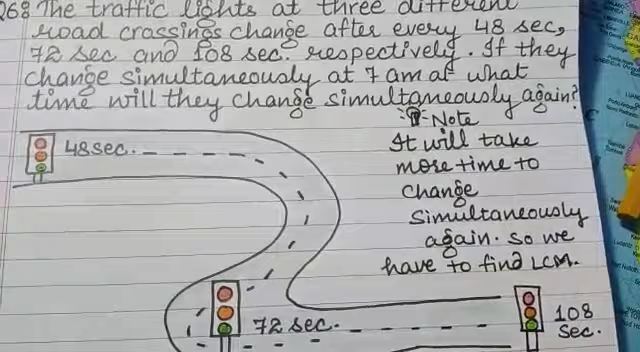 Q68 The traffic lights at three different
road crossings change after every 48 sec,
72 sec and 108 sec. respectively. If they
change simultaneously at 7 am at what
time will they change simultaneously again?
Note
It will take
more time to
change
simultaneously
again. So we
have to find LCM.
48sec.
72 sec.
108
sec.